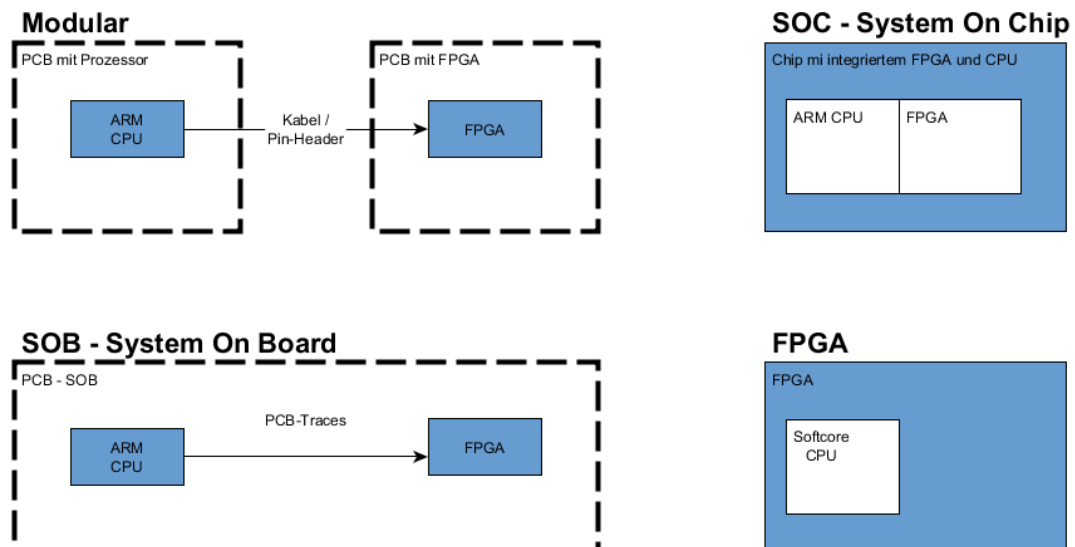 Modular
PCB mit Prozessor
ARM
CPU
Kabel /
Pin-Header
PCB mit FPGA
FPGA
SOC - System On Chip
Chip mi integriertem FPGA und CPU
ARM CPU
FPGA
SOB - System On Board
PCB - SOB
ARM
CPU
PCB-Traces
FPGA
FPGA
FPGA
Softcore
CPU